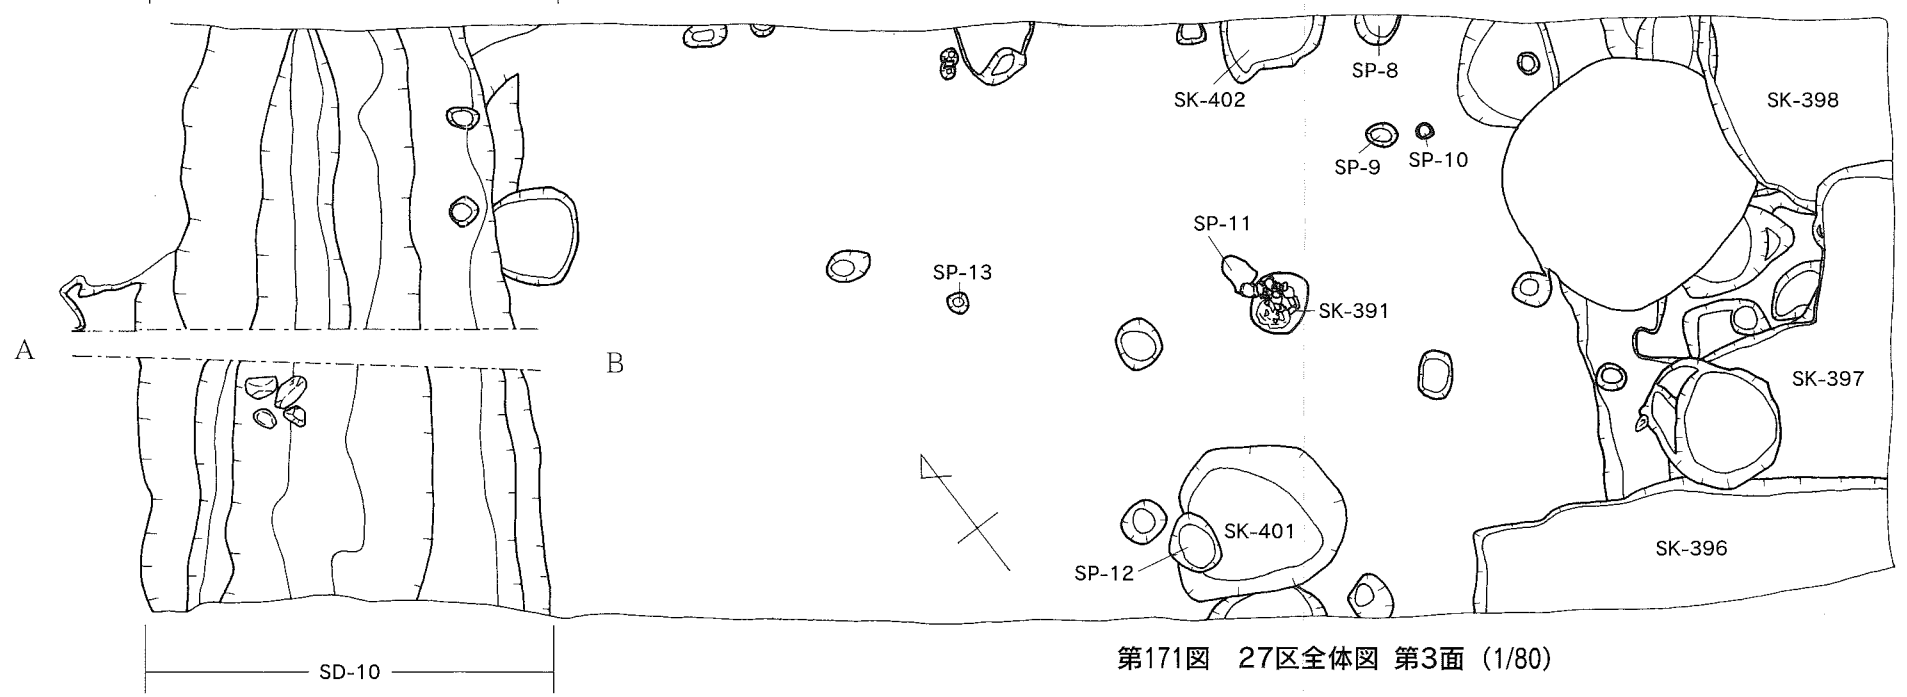 SP-8
SK-402
SK-398
SP-9
SP-10
SP-11
SP-13
SK-391
A
B
SK-397
SK-401
SK-396
SP-12
第171図 27区全体図 第3面 (1/80)
SD-10